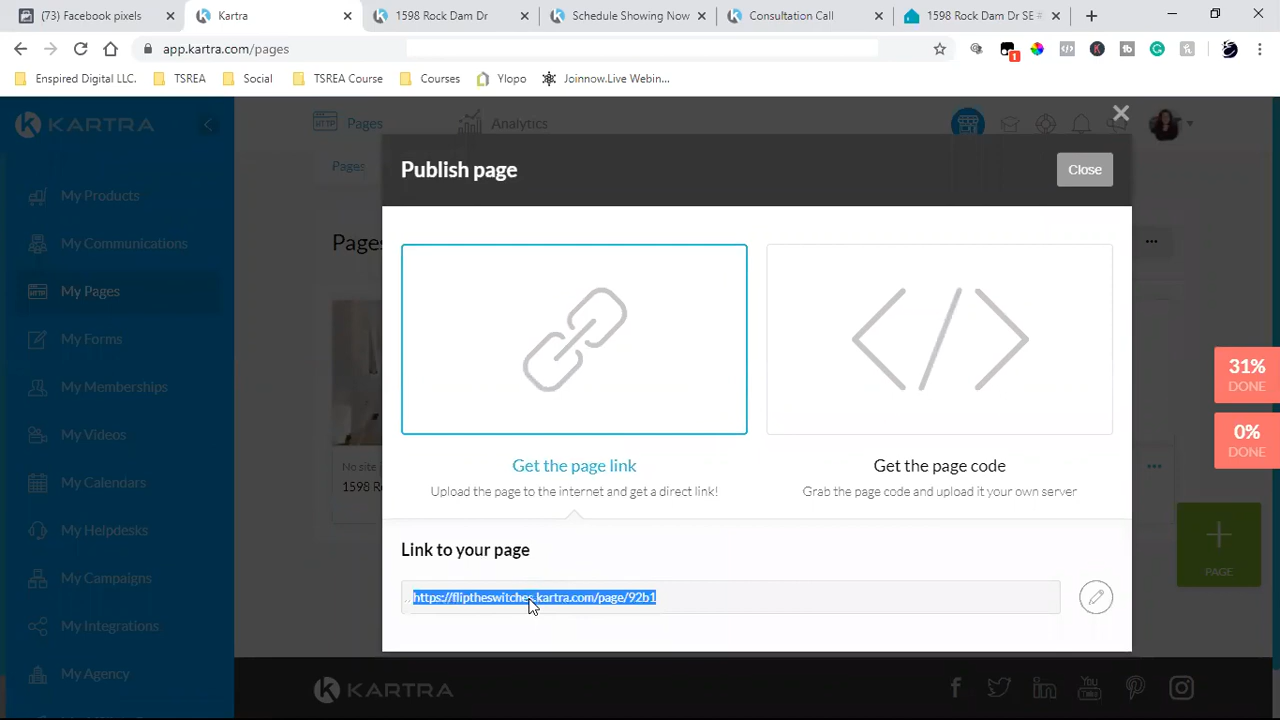 (73) Facebook pixels
Kartra
1598 Rock Dam Dr
Schedule Showing Now
Consultation Call
1598 Rock Dam Dr SE #
app.kartra.com/pages
1
Enspired Digital LLC.
TSREA
Social
TSREA Course
Courses
Ylopo
Joinnow.Live Webin...
KARTRA
HTTP
Pages
Analytics
Pages
Publish page
Close
My Products
My Communications
My Pages
My Forms
My Memberships
My Videos
My Calendars
My Helpdesks
My Campaigns
My Integrations
My Agency
Pages
No site
1598 R
Get the page link
Upload the page to the internet and get a direct link!
Get the page code
Grab the page code and upload it your own server
Link to your page
https://fliptheswitches.kartra.com/page/92b1
31%
DONE
0%
DONE
PAGE
KARTRA